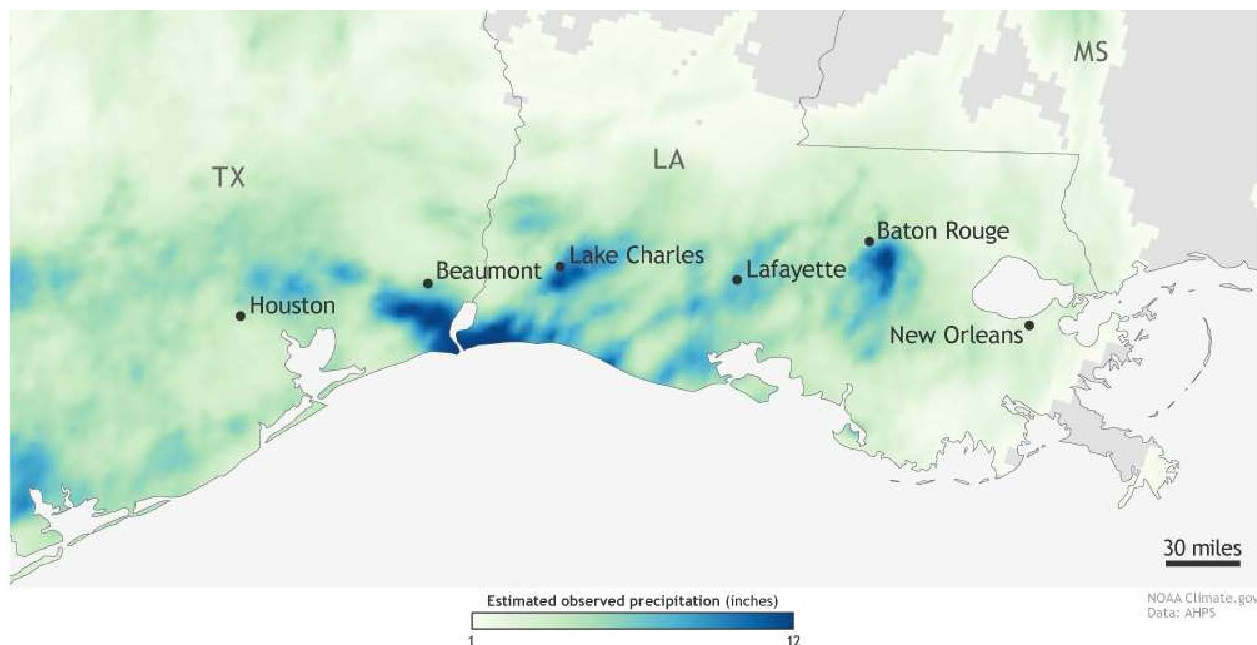 MS
LA
TX
Baton Rouge
Lake Charles
Beaumont
Lafayette
Houston
New Orleans
30 miles
Estimated observed precipitation (inches)
1
12
NOAA Climate.gov
Data: AHPS